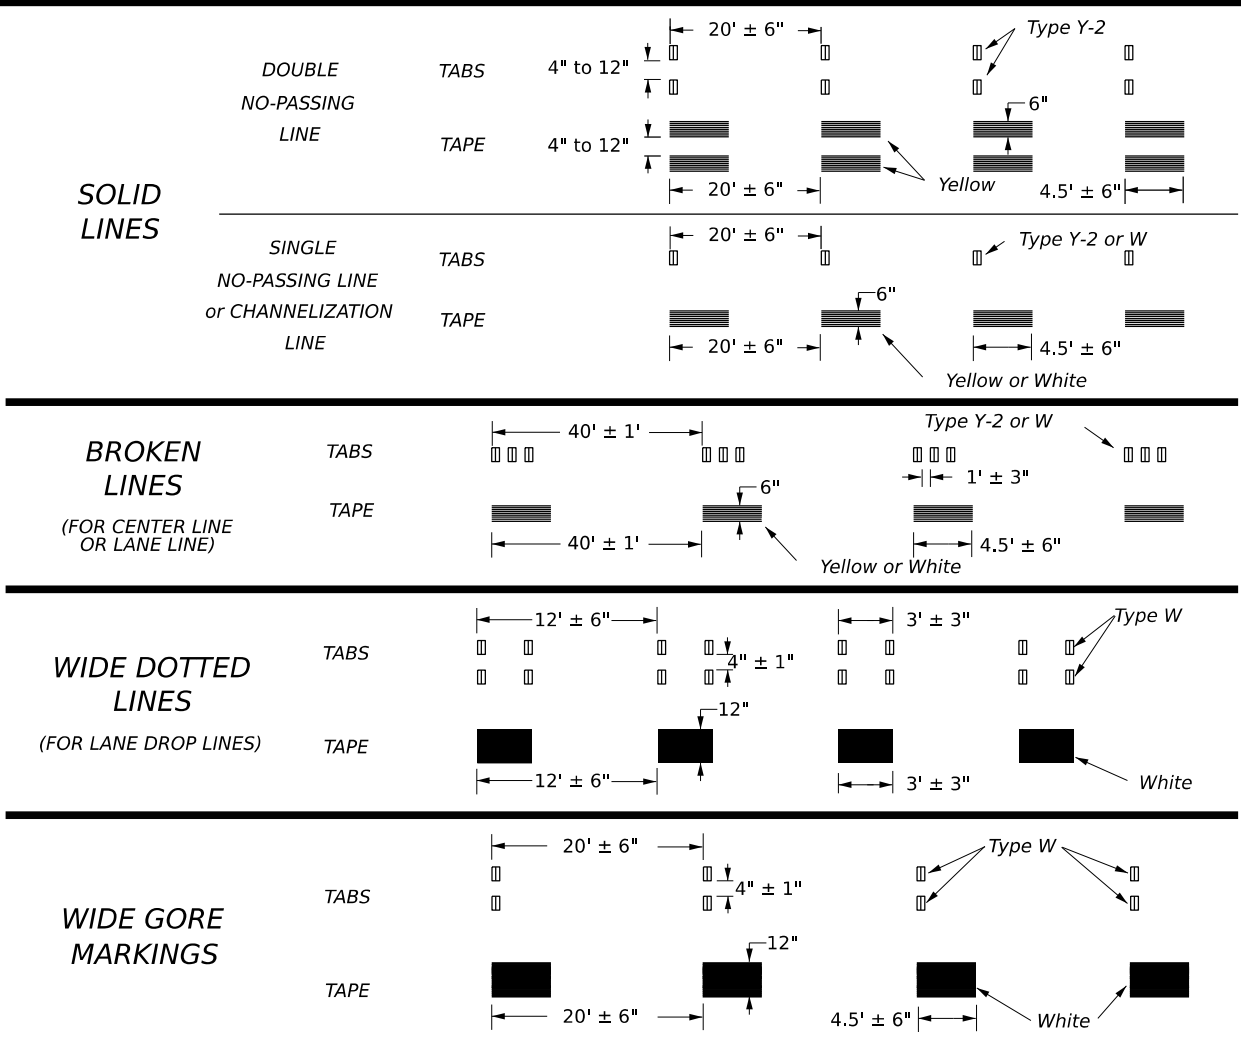 SOLID
LINES
DOUBLE
NO-PASSING
LINE
TABS
20' ± 6"
Type Y-2
4" to 12"
TAPE
4" to 12"
6"
Yellow
20' ± 6"
4.5' ± 6"
SINGLE
NO-PASSING LINE
or CHANNELIZATION
LINE
TABS
20' ± 6"
Type Y-2 or W
TAPE
6"
20' ± 6"
4.5' ± 6"
Yellow or White
BROKEN
LINES
(FOR CENTER LINE
OR LANE LINE)
TABS
40' ± 1'
Type Y-2 or W
1' ± 3"
TAPE
6"
40' ± 1'
4.5' ± 6"
Yellow or White
WIDE DOTTED
LINES
(FOR LANE DROP LINES)
TABS
12' ± 6"
3' ± 3"
Type W
4" ± 1"
TAPE
12"
12' ± 6"
3' ± 3"
White
WIDE GORE
MARKINGS
TABS
20' ± 6"
Type W
4" ± 1"
TAPE
12"
20' ± 6"
4.5' ± 6"
White